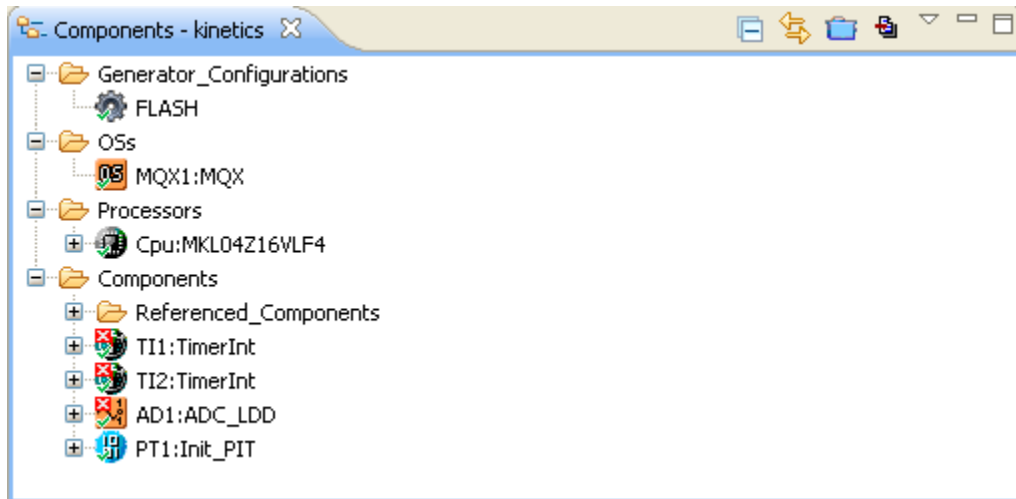 Components - kinetics
Generator_Configurations
FLASH
OSs
OS MQX1:MQX
Processors
Cpu:MKL04Z16VLF4
Components
Referenced_Components
TI1:TimerInt
TI2:TimerInt
AD1:ADC_LDD
PT1:Init_PIT